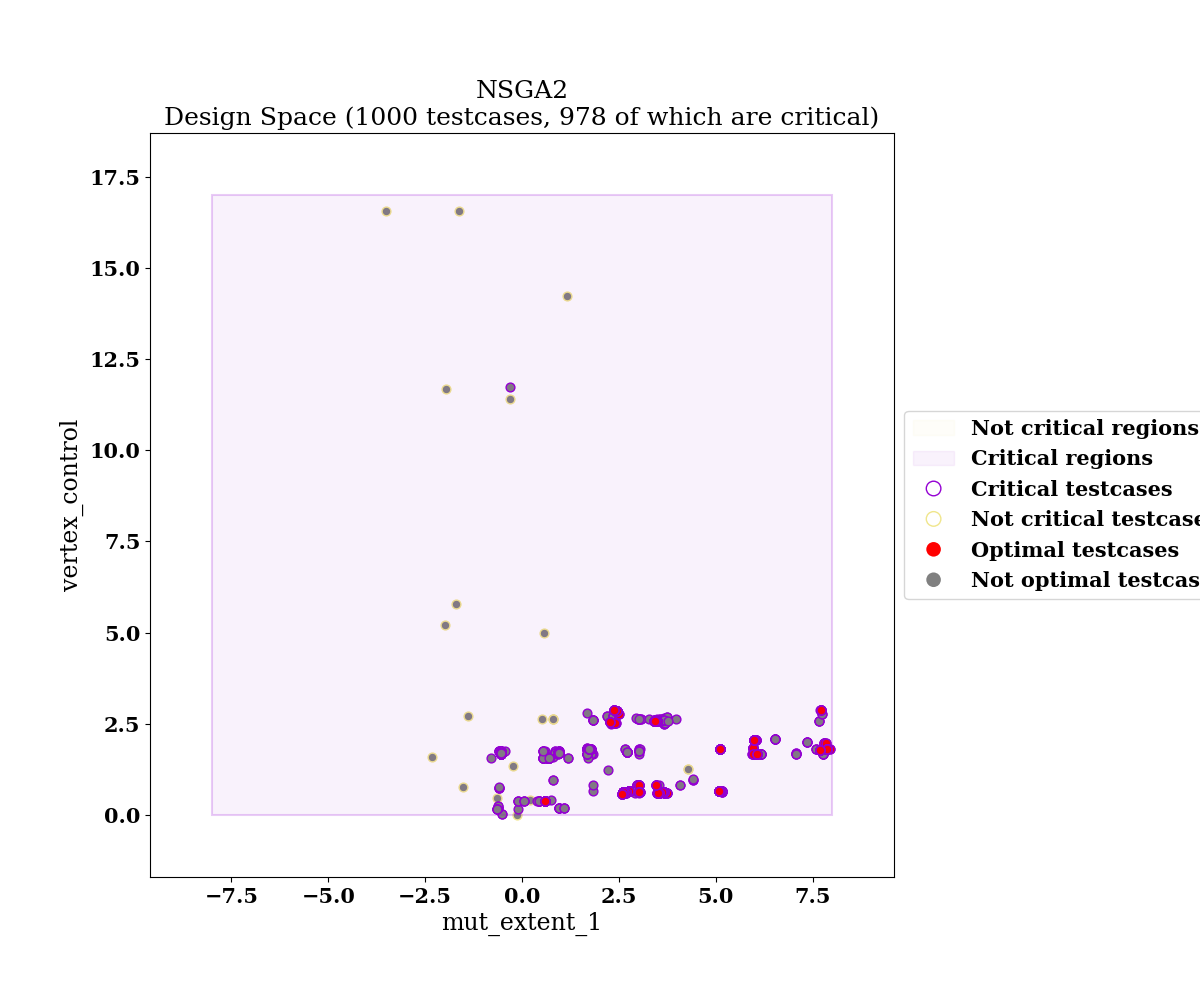 NSGA2
Design Space (1000 testcases, 978 of which are critical)
17.5
15.0
12.5
10.0
7.5
5.0
2.5
0.0
vertex_control
−7.5
−5.0
−2.5
0.0
2.5
5.0
7.5
mut_extent_1
Not critical regions
Critical regions
Critical testcases
Not critical testcase
Optimal testcases
Not optimal testcas